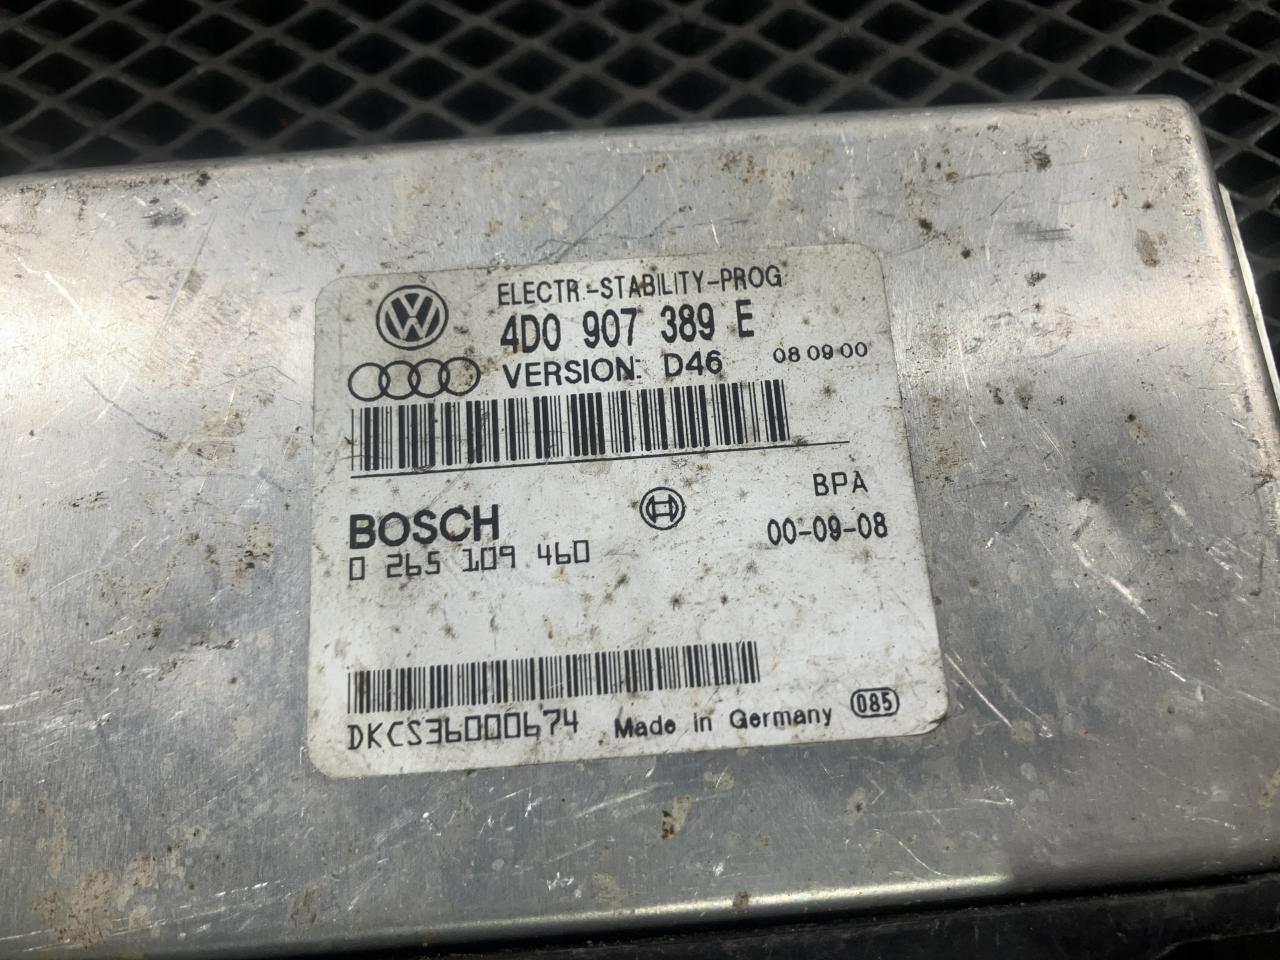 ELECTR.-STABILITY-PROG
4D0 907 389 E
VERSION: D46 08 09 00
BPA
BOSCH
00-09-08
0 265 109 460
DKCS36000674 Made in Germany 085